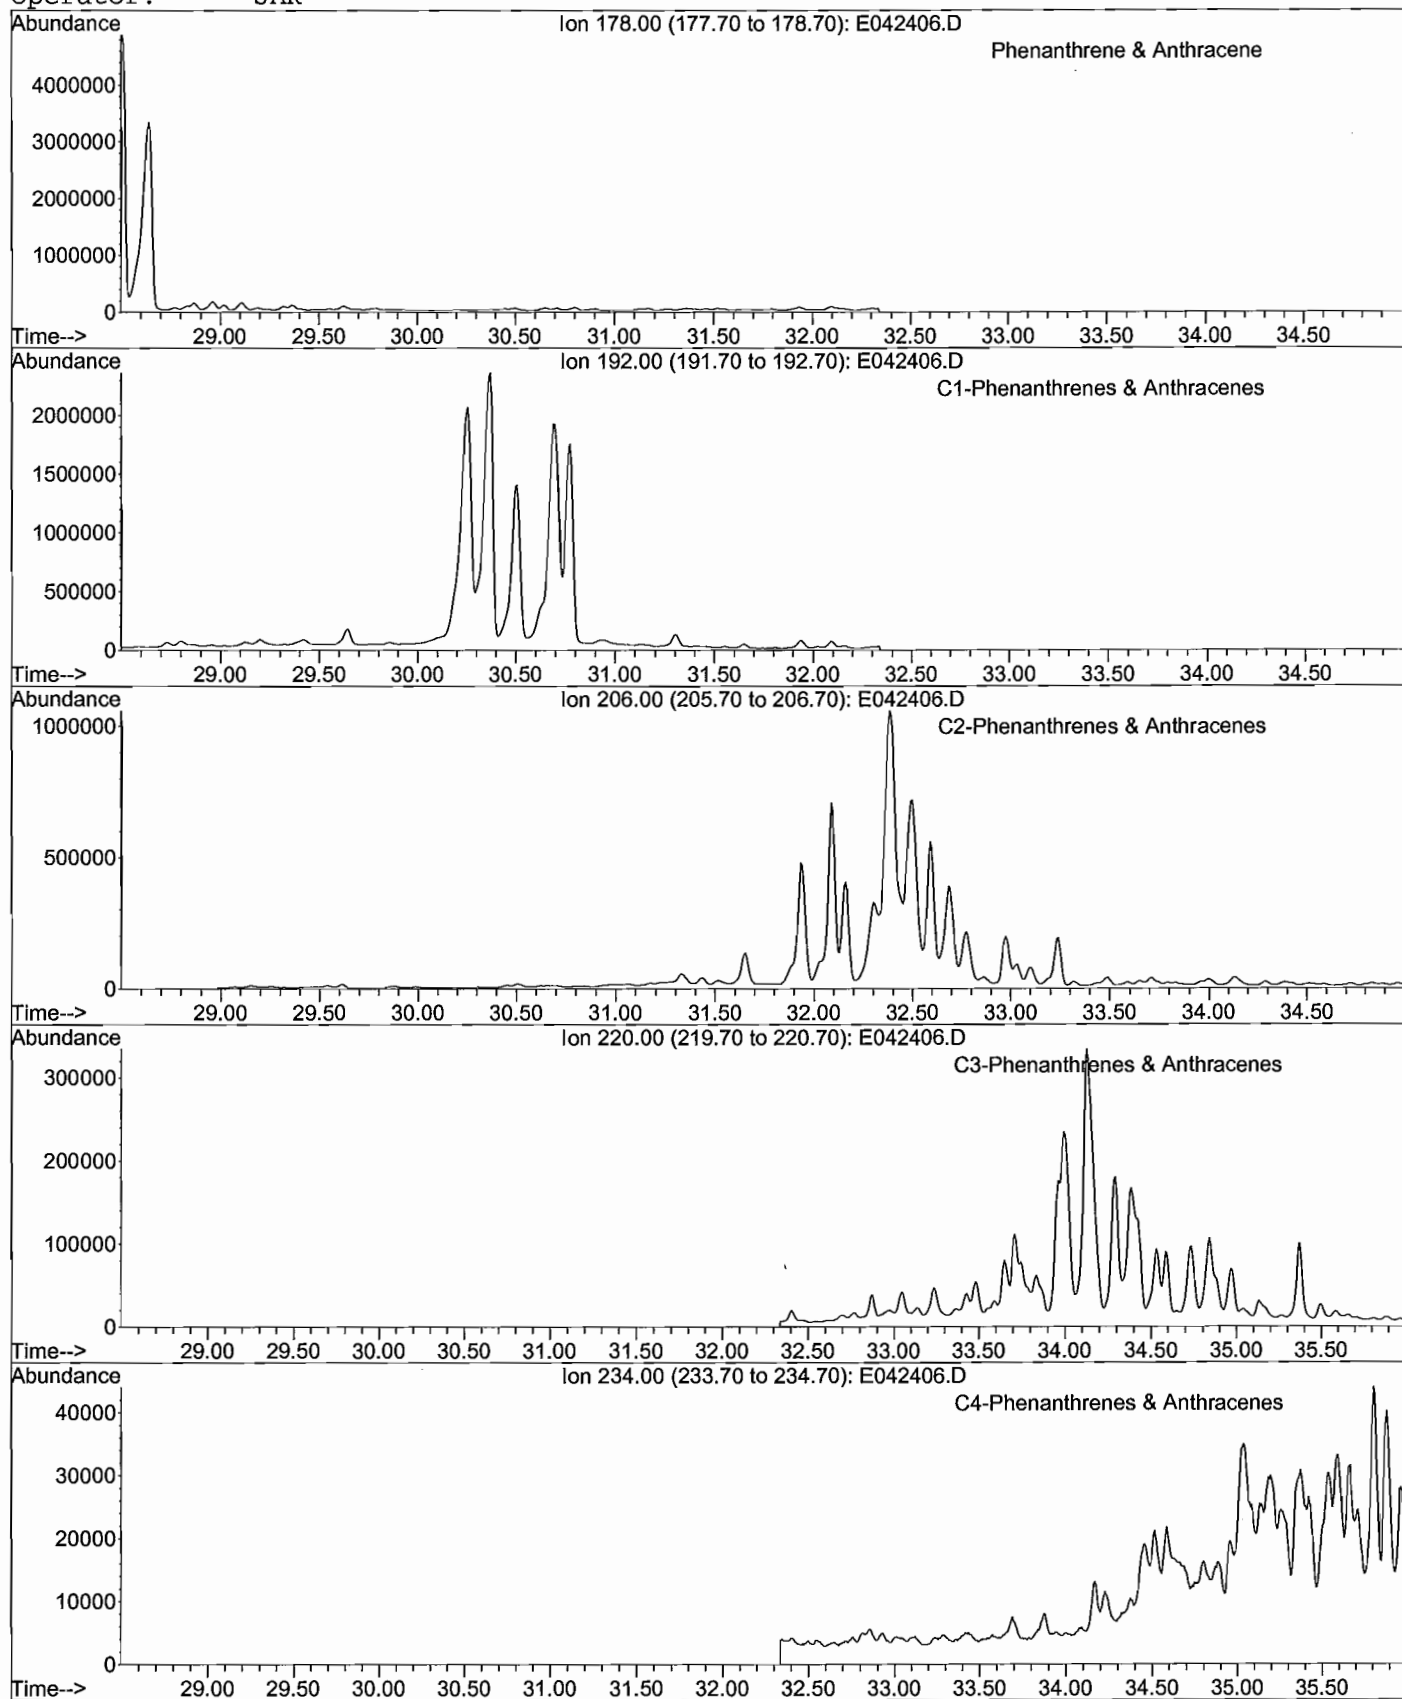 Operator: SHR
Abundance
Ion 178.00 (177.70 to 178.70): E042406.D
Phenanthrene & Anthracene
4000000
3000000
2000000
1000000
0
Time--> 29.00 29.50 30.00 30.50 31.00 31.50 32.00 32.50 33.00 33.50 34.00 34.50
Abundance
Ion 192.00 (191.70 to 192.70): E042406.D
C1-Phenanthrenes & Anthracenes
2000000
1500000
1000000
500000
0
Time--> 29.00 29.50 30.00 30.50 31.00 31.50 32.00 32.50 33.00 33.50 34.00 34.50
Abundance
Ion 206.00 (205.70 to 206.70): E042406.D
C2-Phenanthrenes & Anthracenes
1000000
500000
0
Time--> 29.00 29.50 30.00 30.50 31.00 31.50 32.00 32.50 33.00 33.50 34.00 34.50
Abundance
Ion 220.00 (219.70 to 220.70): E042406.D
C3-Phenanthrenes & Anthracenes
300000
200000
100000
0
Time--> 29.00 29.50 30.00 30.50 31.00 31.50 32.00 32.50 33.00 33.50 34.00 34.50 35.00 35.50
Abundance
Ion 234.00 (233.70 to 234.70): E042406.D
C4-Phenanthrenes & Anthracenes
40000
30000
20000
10000
0
Time--> 29.00 29.50 30.00 30.50 31.00 31.50 32.00 32.50 33.00 33.50 34.00 34.50 35.00 35.50